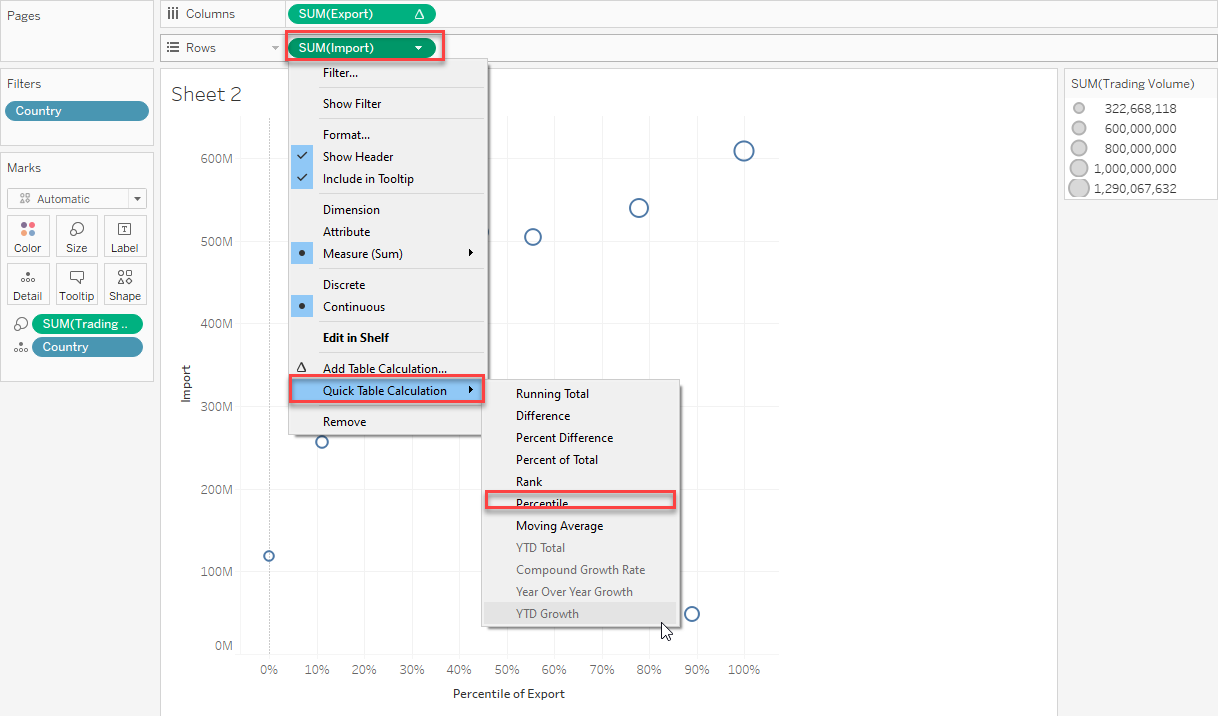 Pages
Columns
SUM(Export)
Rows
SUM(Import)
Filters
Country
Marks
Automatic
Color
Size
Label
Detail
Tooltip
Shape
SUM(Trading ..
Country
Sheet 2
Filter...
Show Filter
Format...
Show Header
Include in Tooltip
Dimension
Attribute
Measure (Sum)
Discrete
Continuous
Edit in Shelf
Add Table Calculation...
Quick Table Calculation
Remove
Running Total
Difference
Percent Difference
Percent of Total
Rank
Percentile
Moving Average
YTD Total
Compound Growth Rate
Year Over Year Growth
YTD Growth
Import
600M
500M
400M
300M
200M
100M
0M
0% 10% 20% 30% 40% 50% 60% 70% 80% 90% 100%
Percentile of Export
SUM(Trading Volume)
322,668,118
600,000,000
800,000,000
1,000,000,000
1,290,067,632